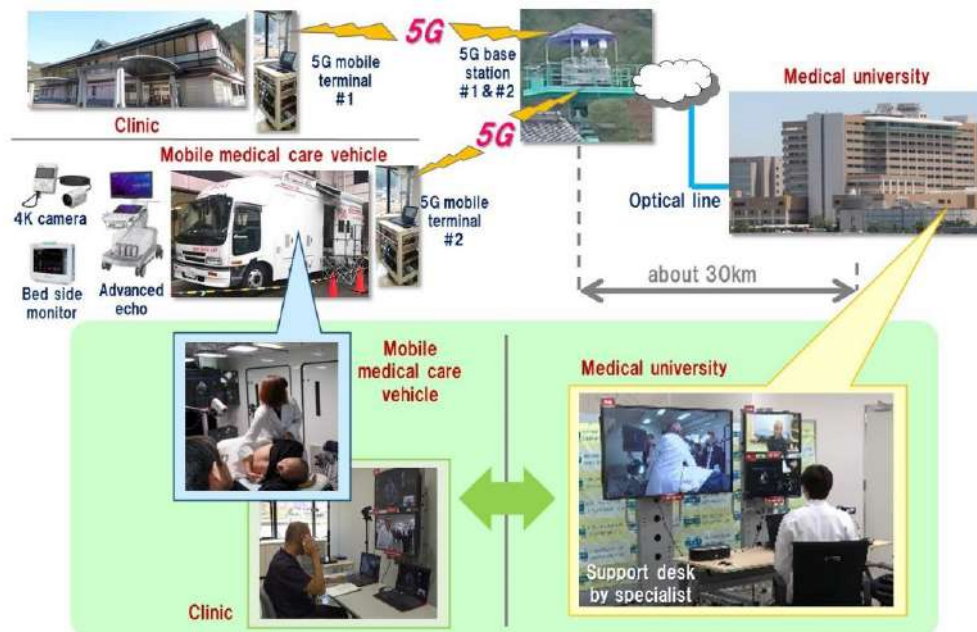 5G
5G mobile
terminal
#1
5G base
station
#1 & #2
Medical university
Clinic
5G
Mobile medical care vehicle
4K camera
5G mobile
terminal
#2
Optical line
Bed side
monitor
Advanced
echo
about 30km
Mobile
medical care
vehicle
Medical university
Clinic
Support desk
by specialist